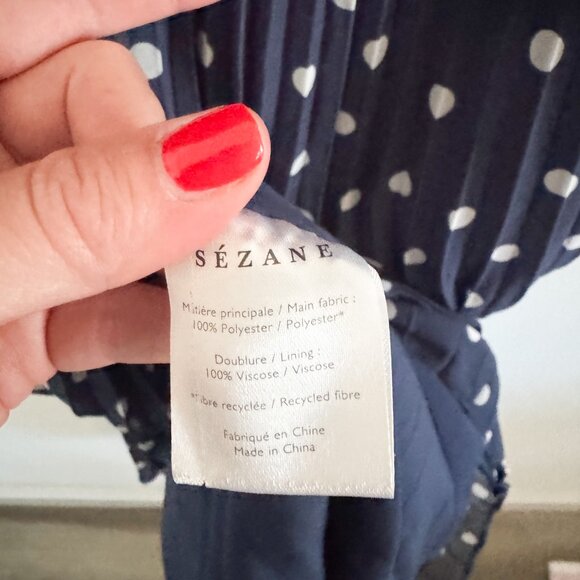 SÉZANE
Matière principale / Main fabric :
100% Polyester / Polyester*
Doublure / Lining :
100% Viscose / Viscose
*Fibre recyclée / Recycled fibre
Fabriqué en Chine
Made in China